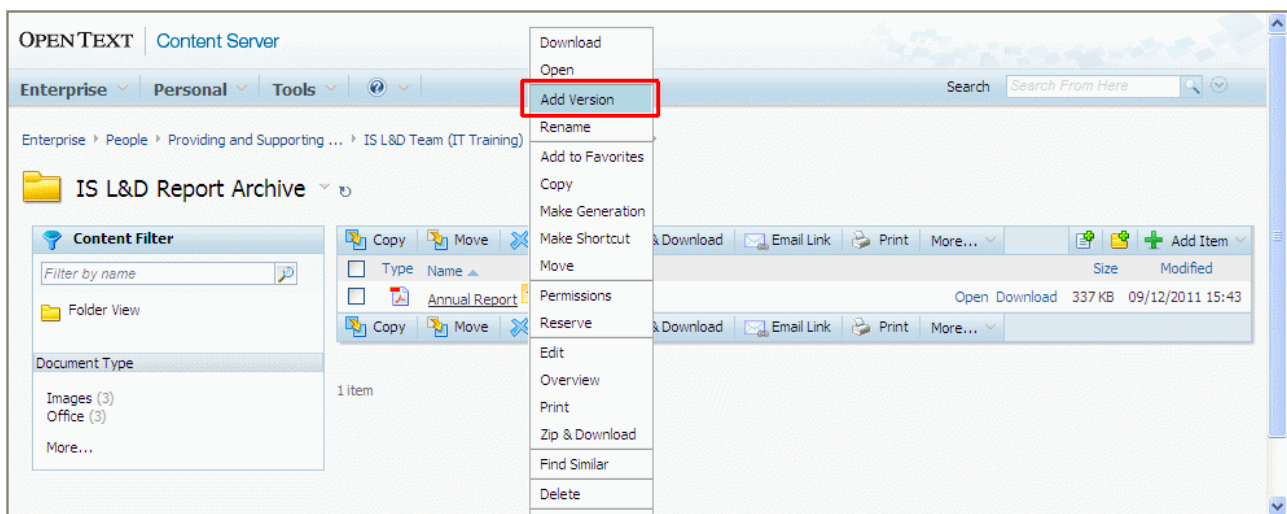 OPENTEXT Content Server
Enterprise Personal Tools
Search Search From Here
Enterprise People Providing and Supporting ... IS L&D Team (IT Training)
IS L&D Report Archive
Content Filter
Filter by name
Folder View
Document Type
Images (3)
Office (3)
More...
Copy Move & Download Email Link Print More... Add Item
Type Name Size Modified
Annual Report Open Download 337 KB 09/12/2011 15:43
Copy Move & Download Email Link Print More...
1 item
Download
Open
Add Version
Rename
Add to Favorites
Copy
Make Generation
Make Shortcut
Move
Permissions
Reserve
Edit
Overview
Print
Zip & Download
Find Similar
Delete